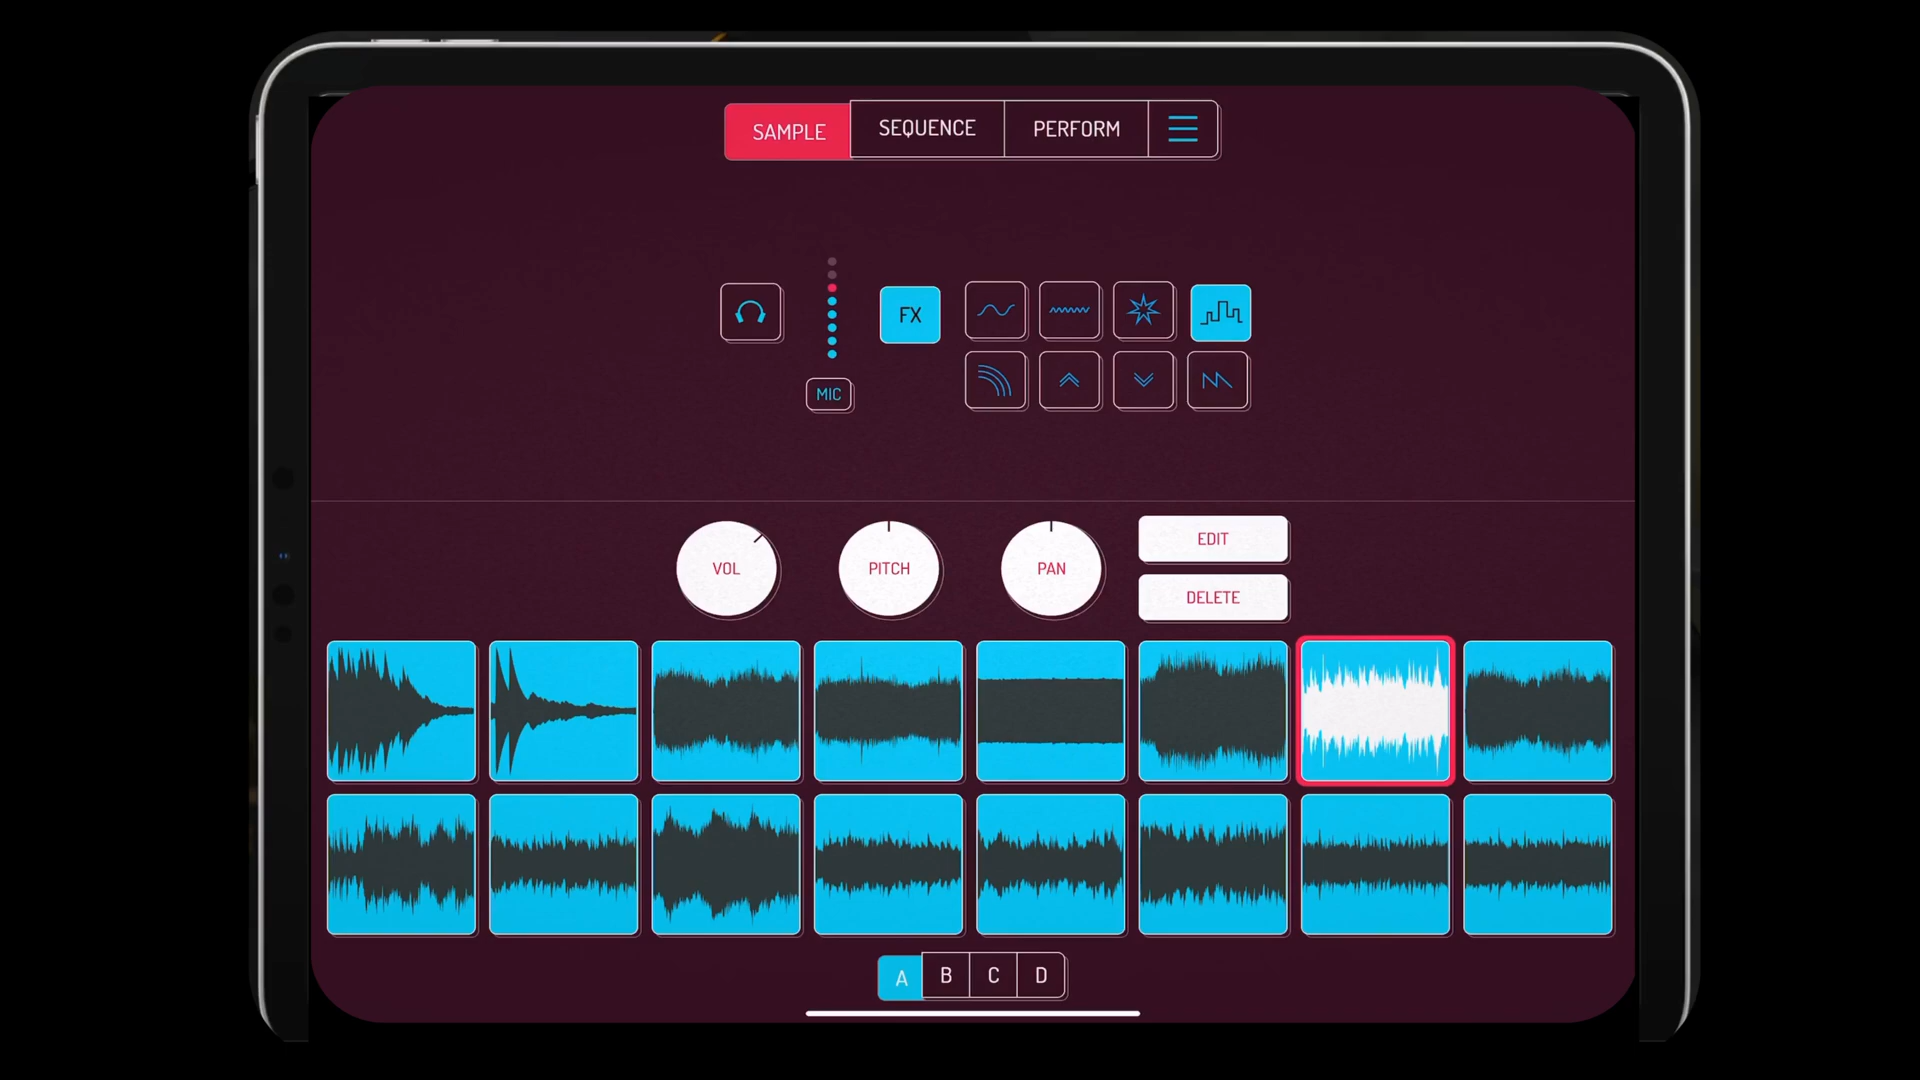 SAMPLE SEQUENCE PERFORM
FX
MIC
VOL PITCH PAN EDIT
DELETE
A B C D